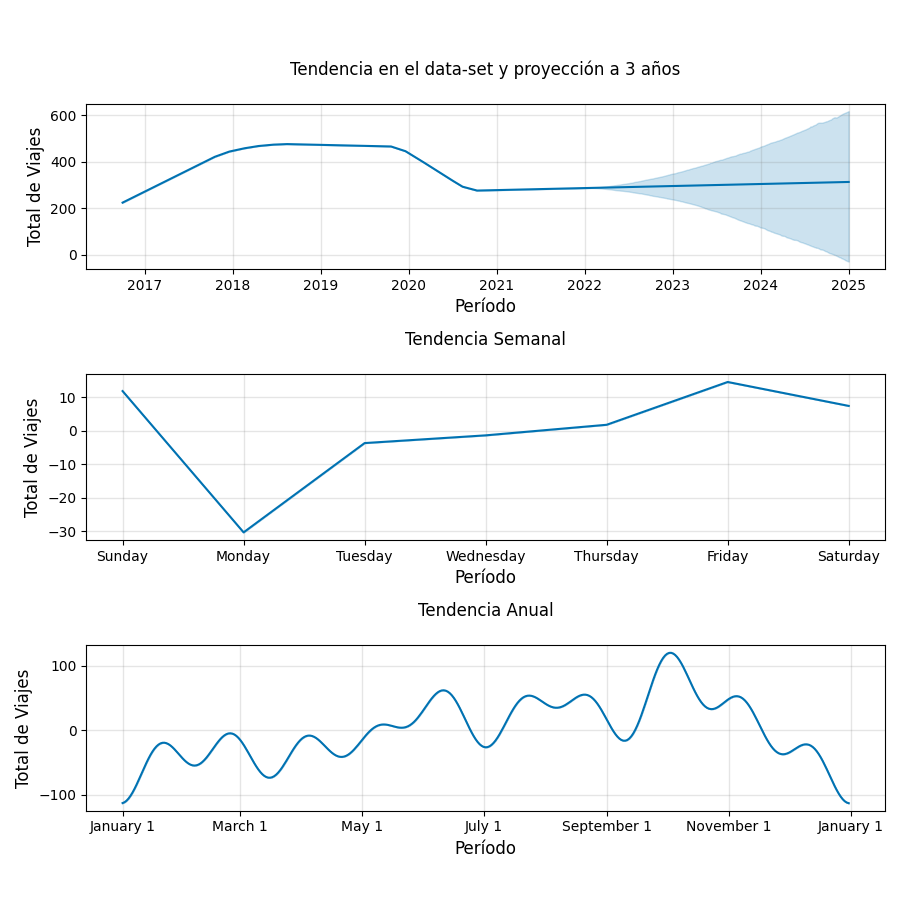 Tendencia en el data-set y proyección a 3 años
Total de Viajes
600
400
200
0
2017 2018 2019 2020 2021 2022 2023 2024 2025
Período
Tendencia Semanal
Total de Viajes
10
0
−10
−20
−30
Sunday Monday Tuesday Wednesday Thursday Friday Saturday
Período
Tendencia Anual
Total de Viajes
100
0
−100
January 1 March 1 May 1 July 1 September 1 November 1 January 1
Período